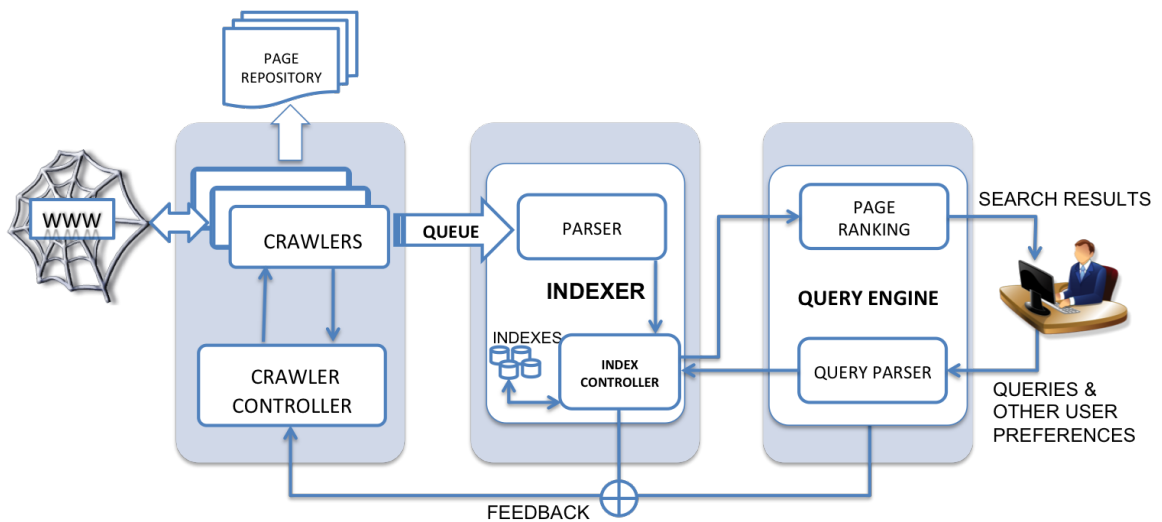 PAGE
REPOSITORY
WWW
CRAWLERS
QUEUE
CRAWLER
CONTROLLER
PARSER
INDEXER
INDEXES
INDEX
CONTROLLER
PAGE
RANKING
QUERY ENGINE
QUERY PARSER
SEARCH RESULTS
QUERIES &
OTHER USER
PREFERENCES
FEEDBACK